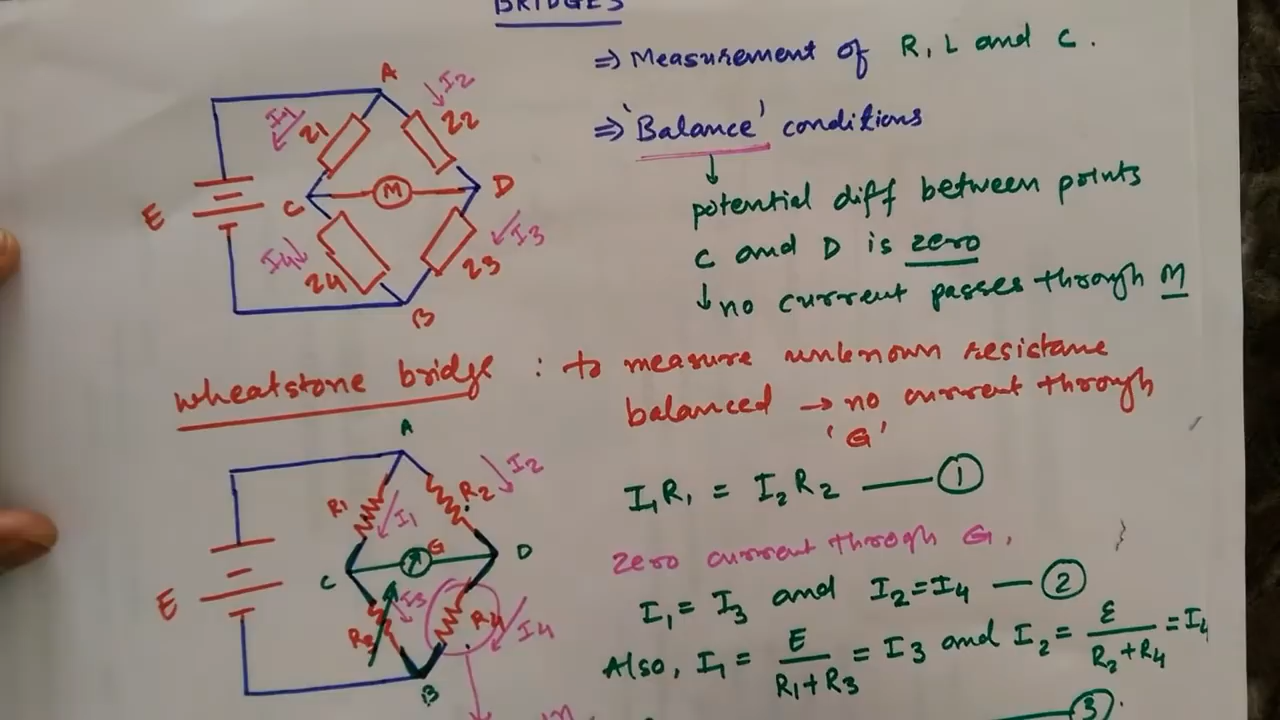 BRIDGES
⇒ Measurement of R, L and C.
⇒ 'Balance' conditions
↓
potential diff between points
C and D is zero
↓ no current passes through M
A
I1
I2
Z1
Z2
C
M
D
E
I4
I3
Z4
Z3
B
Wheatstone bridge : to measure unknown resistane
balanced → no current through
'G'
A
I2
R1
R2
I1
G
C
D
E
I3
R3
R4
I4
B
I₁R₁ = I₂R₂ —— ①
Zero current throgh G,
I₁ = I₃ and I₂ = I₄ — ②
Also, I₁ = E/(R₁+R₃) = I₃ and I₂ = E/(R₂+R₄) = I₄
③.